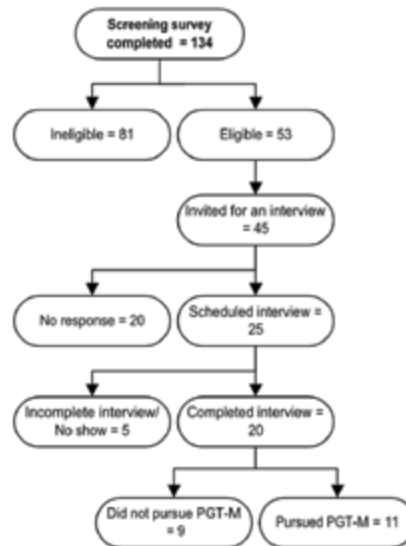 Screening survey
completed = 134
Ineligible = 81
Eligible = 53
Invited for an interview
= 45
No response = 20
Scheduled interview =
25
Incomplete interview/
No show = 5
Completed interview =
20
Did not pursue PGT-M
= 9
Pursued PGT-M = 11